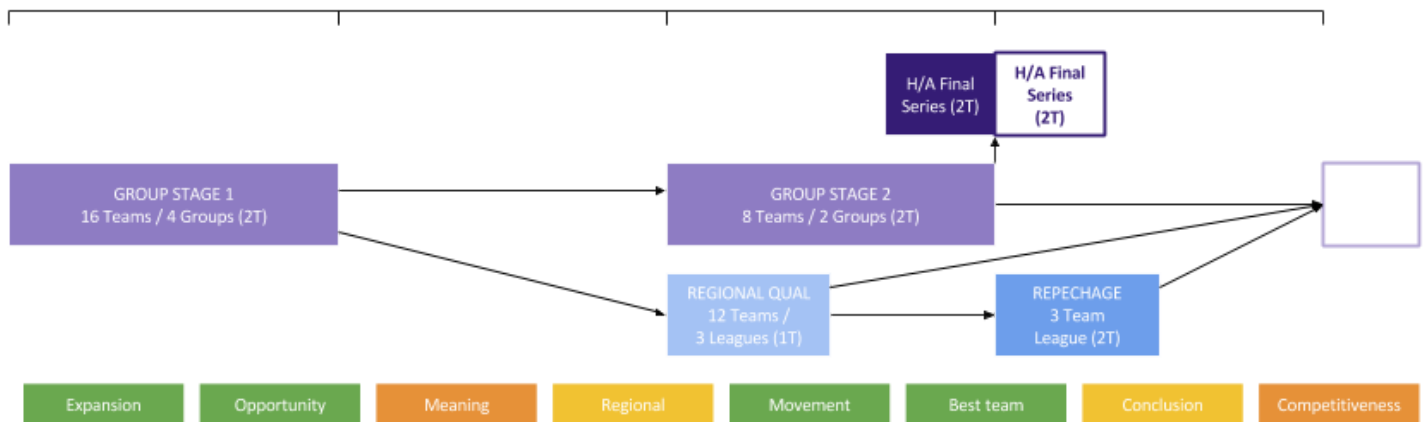 H/A Final
Series (2T)
H/A Final
Series
(2T)
GROUP STAGE 1
16 Teams / 4 Groups (2T)
GROUP STAGE 2
8 Teams / 2 Groups (2T)
REGIONAL QUAL
12 Teams /
3 Leagues (1T)
REPECHAGE
3 Team
League (2T)
Expansion
Opportunity
Meaning
Regional
Movement
Best team
Conclusion
Competitiveness